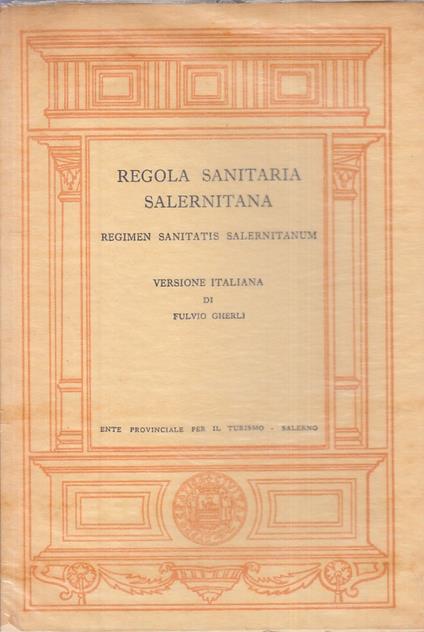 REGOLA SANITARIA
SALERNITANA
REGIMEN SANITATIS SALERNITANUM
VERSIONE ITALIANA
DI
FULVIO GHERLI
ENTE PROVINCIALE PER IL TURISMO - SALERNO